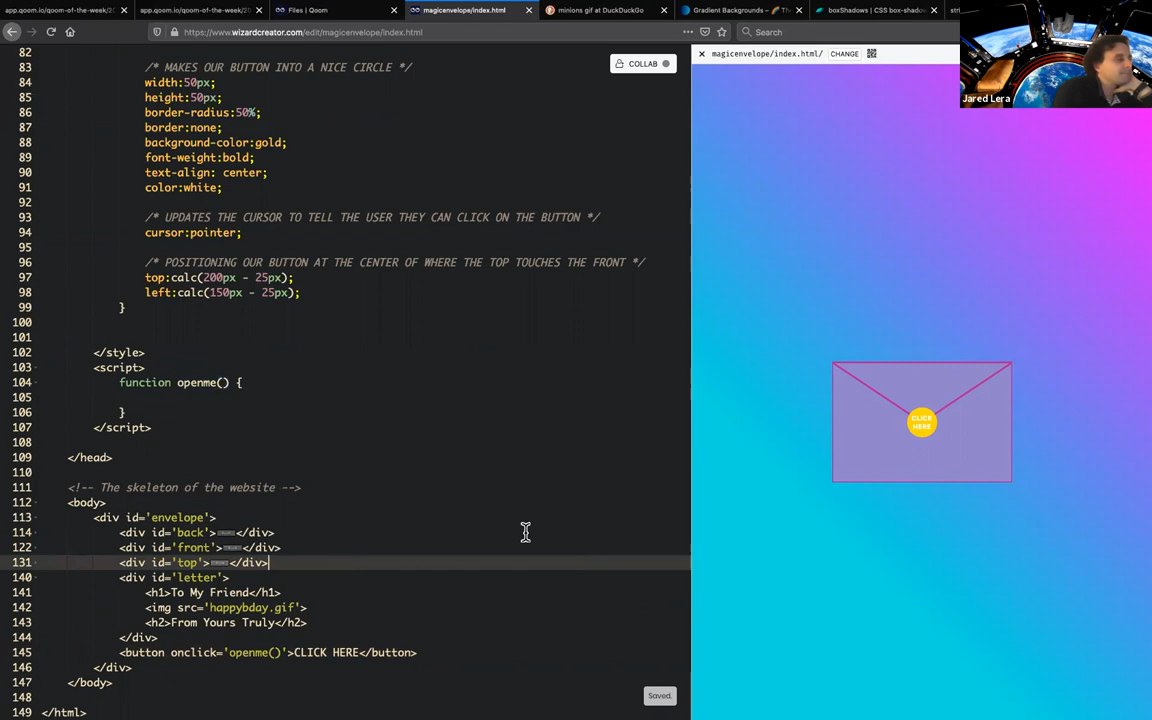 app.qoom.io/qoom-of-the-week/20
app.qoom.io/qoom-of-the-week/20
Files | Qoom
magicenvelope/index.html
minions gif at DuckDuckGo
Gradient Backgrounds –
boxShadows | CSS box-shadow
https://www.wizardcreator.com/edit/magicenvelope/index.html
Search
COLLAB
magicenvelope/index.html/
CHANGE
Jared Lera
82
83 /* MAKES OUR BUTTON INTO A NICE CIRCLE */
84 width:50px;
85 height:50px;
86 border-radius:50%;
87 border:none;
88 background-color:gold;
89 font-weight:bold;
90 text-align: center;
91 color:white;
92
93 /* UPDATES THE CURSOR TO TELL THE USER THEY CAN CLICK ON THE BUTTON */
94 cursor:pointer;
95
96 /* POSITIONING OUR BUTTON AT THE CENTER OF WHERE THE TOP TOUCHES THE FRONT */
97 top:calc(200px - 25px);
98 left:calc(150px - 25px);
99 }
100
101
102 </style>
103 <script>
104 function openme() {
105
106 }
107 </script>
108
109 </head>
110
111 <!-- The skeleton of the website -->
112 <body>
113 <div id='envelope'>
114 <div id='back'></div>
122 <div id='front'></div>
131 <div id='top'></div>
140 <div id='letter'>
141 <h1>To My Friend</h1>
142 <img src='happybday.gif'>
143 <h2>From Yours Truly</h2>
144 </div>
145 <button onclick='openme()'>CLICK HERE</button>
146 </div>
147 </body>
148
149 </html>
Saved.
CLICK
HERE